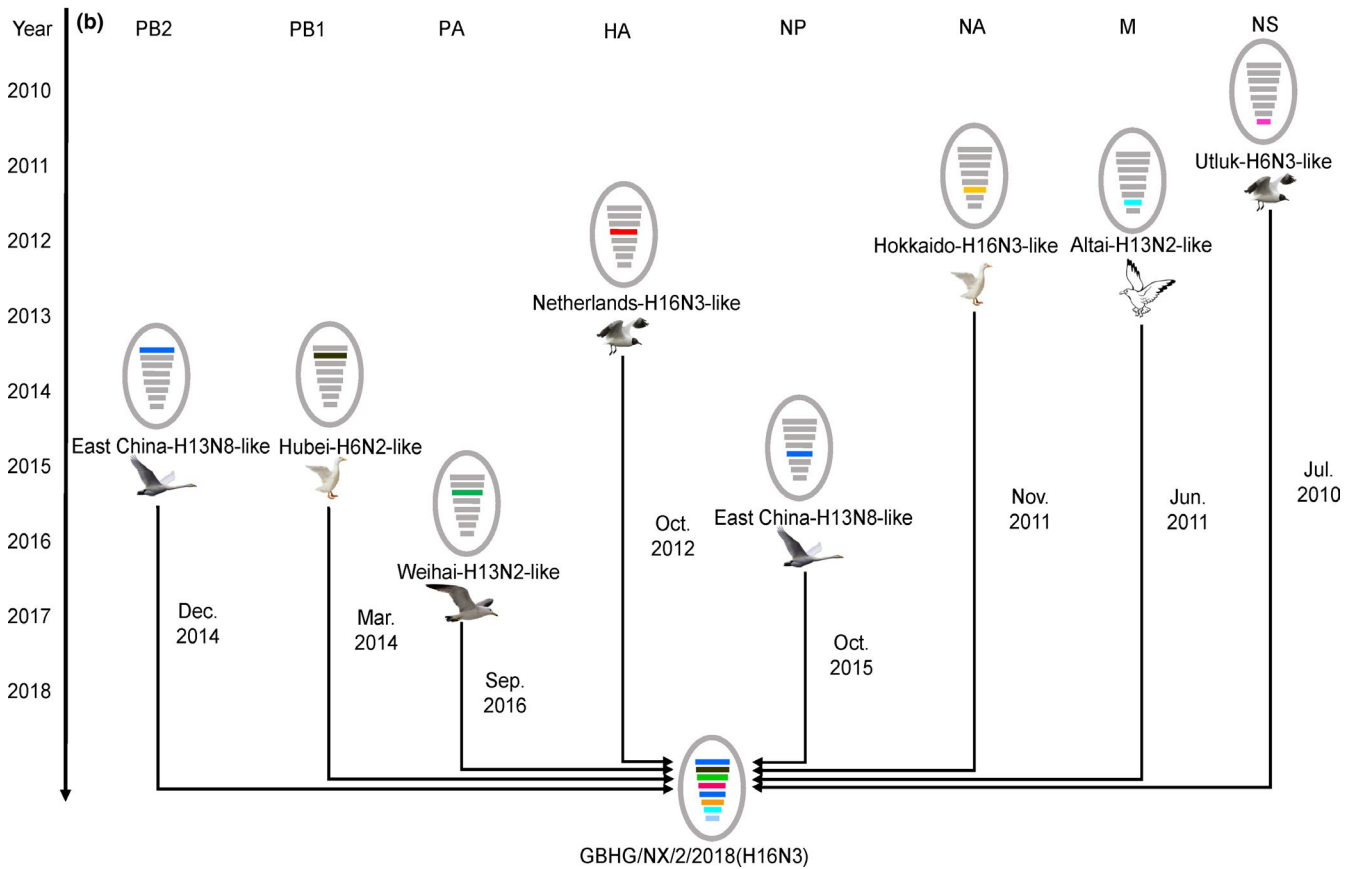 Year (b) PB2 PB1 PA HA NP NA M NS
2010
2011
2012
2013
2014
2015
2016
2017
2018
Utluk-H6N3-like
Hokkaido-H16N3-like
Altai-H13N2-like
Netherlands-H16N3-like
East China-H13N8-like
Hubei-H6N2-like
Weihai-H13N2-like
East China-H13N8-like
Dec.
2014
Mar.
2014
Sep.
2016
Oct.
2012
Oct.
2015
Nov.
2011
Jun.
2011
Jul.
2010
GBHG/NX/2/2018(H16N3)